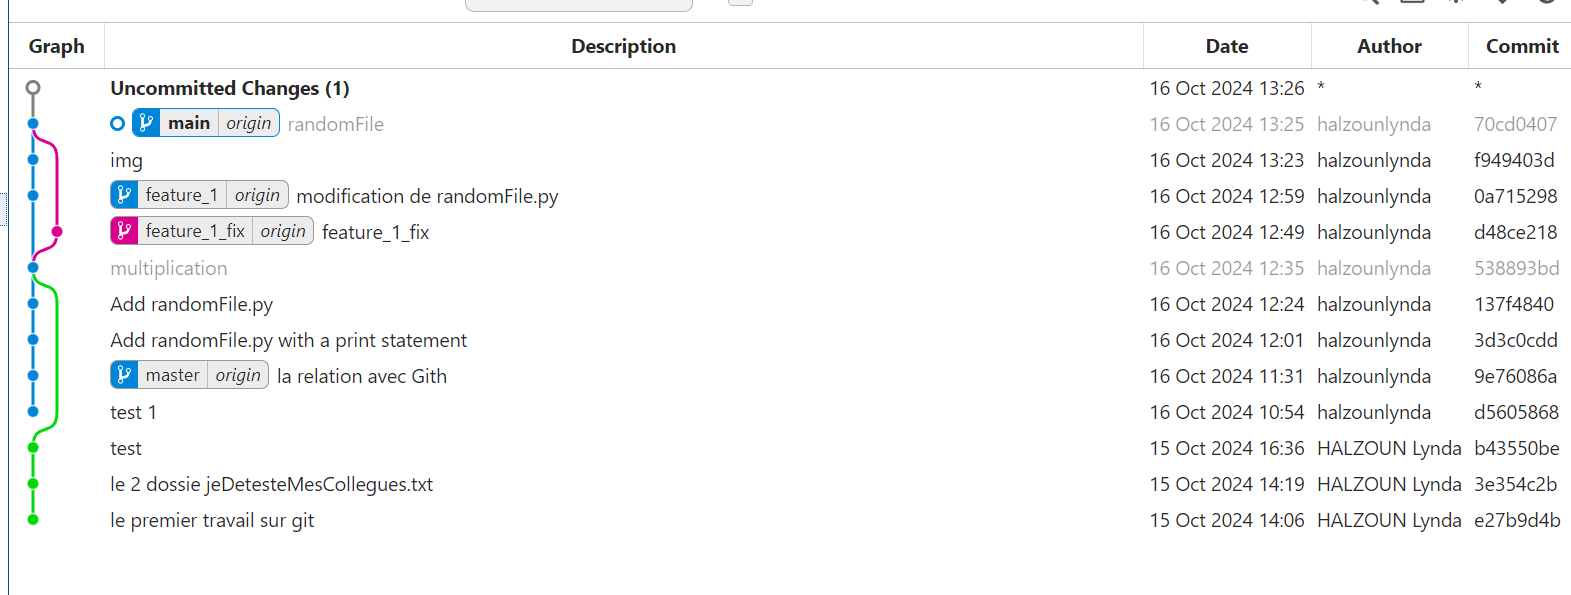 Graph Description Date Author Commit
Uncommitted Changes (1) 16 Oct 2024 13:26 * *
main origin randomFile 16 Oct 2024 13:25 halzounlynda 70cd0407
img 16 Oct 2024 13:23 halzounlynda f949403d
feature_1 origin modification de randomFile.py 16 Oct 2024 12:59 halzounlynda 0a715298
feature_1_fix origin feature_1_fix 16 Oct 2024 12:49 halzounlynda d48ce218
multiplication 16 Oct 2024 12:35 halzounlynda 538893bd
Add randomFile.py 16 Oct 2024 12:24 halzounlynda 137f4840
Add randomFile.py with a print statement 16 Oct 2024 12:01 halzounlynda 3d3c0cdd
master origin la relation avec Gith 16 Oct 2024 11:31 halzounlynda 9e76086a
test 1 16 Oct 2024 10:54 halzounlynda d5605868
test 15 Oct 2024 16:36 HALZOUN Lynda b43550be
le 2 dossie jeDetesteMesCollegues.txt 15 Oct 2024 14:19 HALZOUN Lynda 3e354c2b
le premier travail sur git 15 Oct 2024 14:06 HALZOUN Lynda e27b9d4b